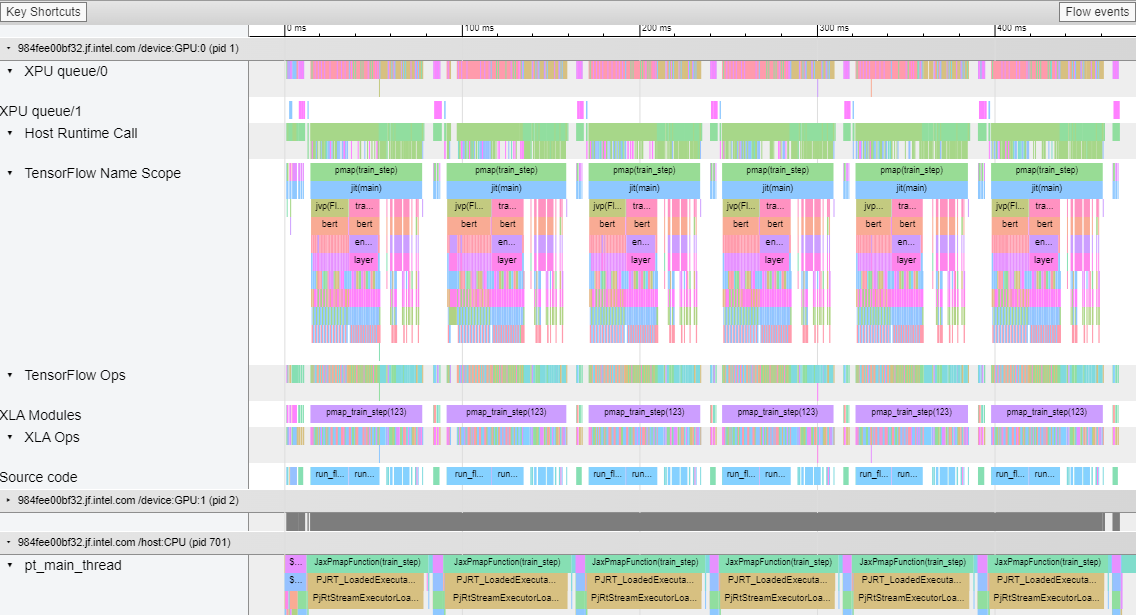 Key Shortcuts Flow events
0 ms 100 ms 200 ms 300 ms 400 ms
984fee00bf32.jf.intel.com /device:GPU:0 (pid 1)
XPU queue/0
XPU queue/1
Host Runtime Call
TensorFlow Name Scope
pmap(train_step) pmap(train_step) pmap(train_step) pmap(train_step) pmap(train_step) pmap(train_step)
jit(main) jit(main) jit(main) jit(main) jit(main) jit(main)
jvp(Fl... tra... jvp(Fl... tra... jvp(Fl... tra... jvp(Fl... tra... jvp... tra... jvp(Fl... tra...
bert bert bert bert bert bert bert bert bert bert bert bert
en... en... en... en... en... en...
layer layer layer layer layer layer
TensorFlow Ops
XLA Modules
pmap_train_step(123) pmap_train_step(123) pmap_train_step(123) pmap_train_step(123) pmap_train_step(123) pmap_train_step(123)
XLA Ops
Source code
run_fl... run... run_fl... run... run_fl... run... run_fl... run... run_fl... run... run_fl... run...
984fee00bf32.jf.intel.com /device:GPU:1 (pid 2)
984fee00bf32.jf.intel.com /host:CPU (pid 701)
pt_main_thread
S... JaxPmapFunction(train_step) JaxPmapFunction(train_step) JaxPmapFunction(train_step) JaxPmapFunction(train_step) JaxPmapFunction(train_step) JaxPmapFunction(train_step)
S... PJRT_LoadedExecuta... PJRT_LoadedExecuta... PJRT_LoadedExecuta... PJRT_LoadedExecuta... PJRT_LoadedExecuta... PJRT_LoadedExecuta...
PjRtStreamExecutorLoa... PjRtStreamExecutorLoa... PjRtStreamExecutorLoa... PjRtStreamExecutorLoa... PjRtStreamExecutorLoa... PjRtStreamExecutorLoa...